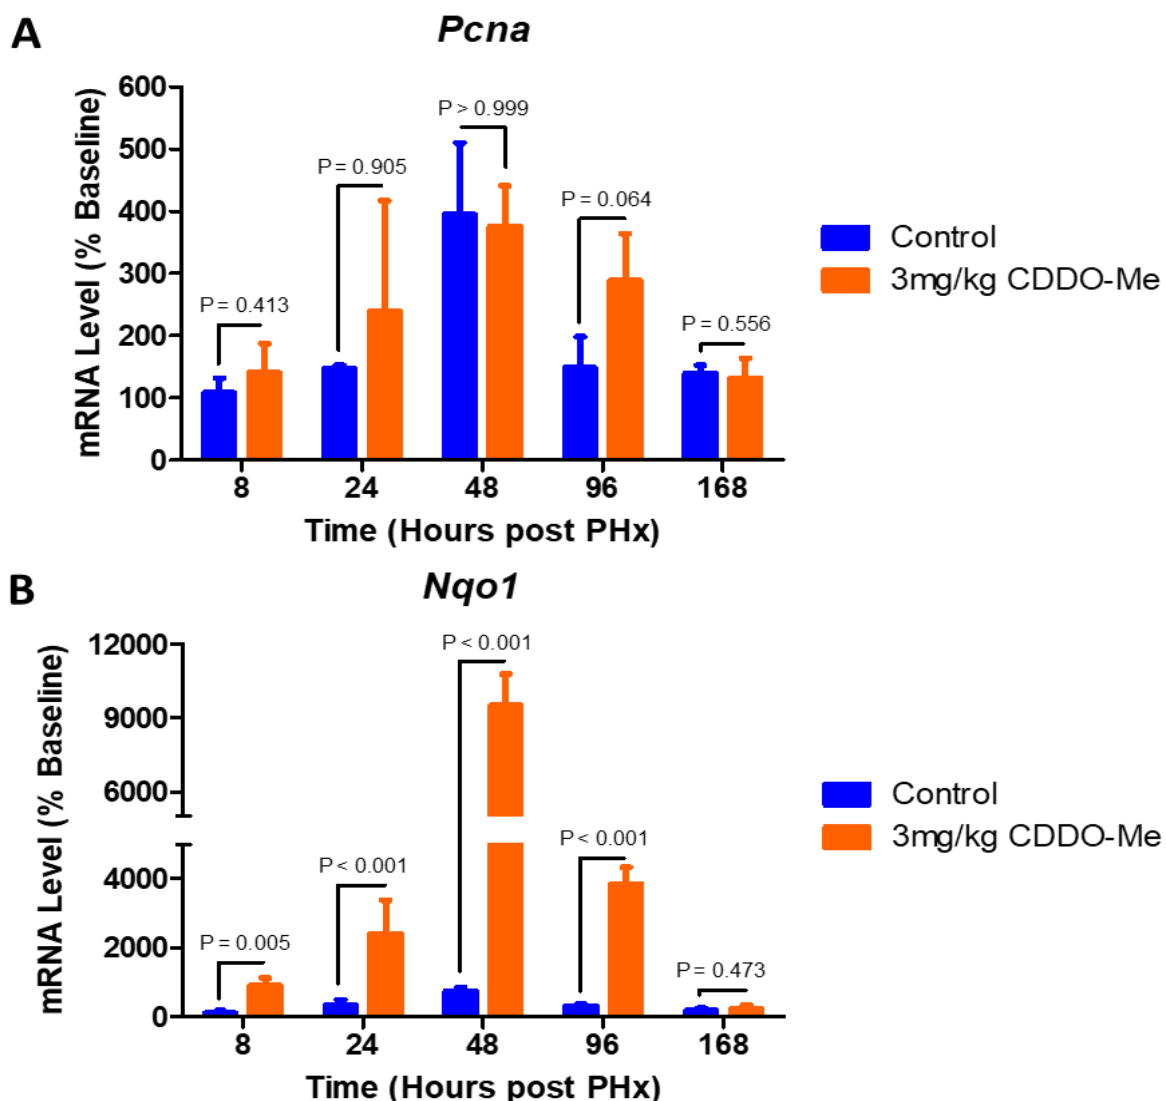 A
Pcna
mRNA Level (% Baseline)
600
500
400
300
200
100
0
P = 0.413
P = 0.905
P > 0.999
P = 0.064
P = 0.556
8 24 48 96 168
Time (Hours post PHx)
Control
3mg/kg CDDO-Me
B
Nqo1
mRNA Level (% Baseline)
12000
9000
6000
4000
2000
0
P = 0.005
P < 0.001
P < 0.001
P < 0.001
P = 0.473
8 24 48 96 168
Time (Hours post PHx)
Control
3mg/kg CDDO-Me